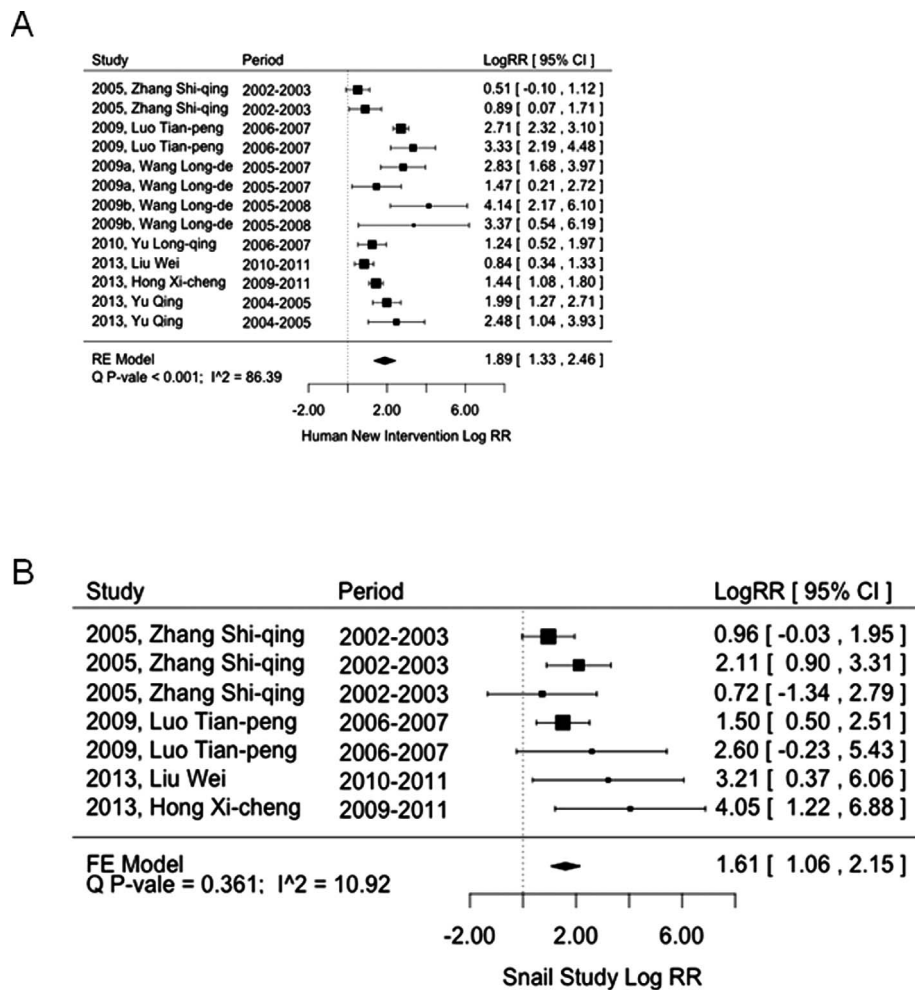 A
Study Period LogRR [ 95% CI ]
2005, Zhang Shi-qing 2002-2003 0.51 [ -0.10 , 1.12 ]
2005, Zhang Shi-qing 2002-2003 0.89 [ 0.07 , 1.71 ]
2009, Luo Tian-peng 2006-2007 2.71 [ 2.32 , 3.10 ]
2009, Luo Tian-peng 2006-2007 3.33 [ 2.19 , 4.48 ]
2009a, Wang Long-de 2005-2007 2.83 [ 1.68 , 3.97 ]
2009a, Wang Long-de 2005-2007 1.47 [ 0.21 , 2.72 ]
2009b, Wang Long-de 2005-2008 4.14 [ 2.17 , 6.10 ]
2009b, Wang Long-de 2005-2008 3.37 [ 0.54 , 6.19 ]
2010, Yu Long-qing 2006-2007 1.24 [ 0.52 , 1.97 ]
2013, Liu Wei 2010-2011 0.84 [ 0.34 , 1.33 ]
2013, Hong Xi-cheng 2009-2011 1.44 [ 1.08 , 1.80 ]
2013, Yu Qing 2004-2005 1.99 [ 1.27 , 2.71 ]
2013, Yu Qing 2004-2005 2.48 [ 1.04 , 3.93 ]
RE Model 1.89 [ 1.33 , 2.46 ]
Q P-vale < 0.001; I^2 = 86.39
-2.00 2.00 6.00
Human New Intervention Log RR
B
Study Period LogRR [ 95% CI ]
2005, Zhang Shi-qing 2002-2003 0.96 [ -0.03 , 1.95 ]
2005, Zhang Shi-qing 2002-2003 2.11 [ 0.90 , 3.31 ]
2005, Zhang Shi-qing 2002-2003 0.72 [ -1.34 , 2.79 ]
2009, Luo Tian-peng 2006-2007 1.50 [ 0.50 , 2.51 ]
2009, Luo Tian-peng 2006-2007 2.60 [ -0.23 , 5.43 ]
2013, Liu Wei 2010-2011 3.21 [ 0.37 , 6.06 ]
2013, Hong Xi-cheng 2009-2011 4.05 [ 1.22 , 6.88 ]
FE Model 1.61 [ 1.06 , 2.15 ]
Q P-vale = 0.361; I^2 = 10.92
-2.00 2.00 6.00
Snail Study Log RR